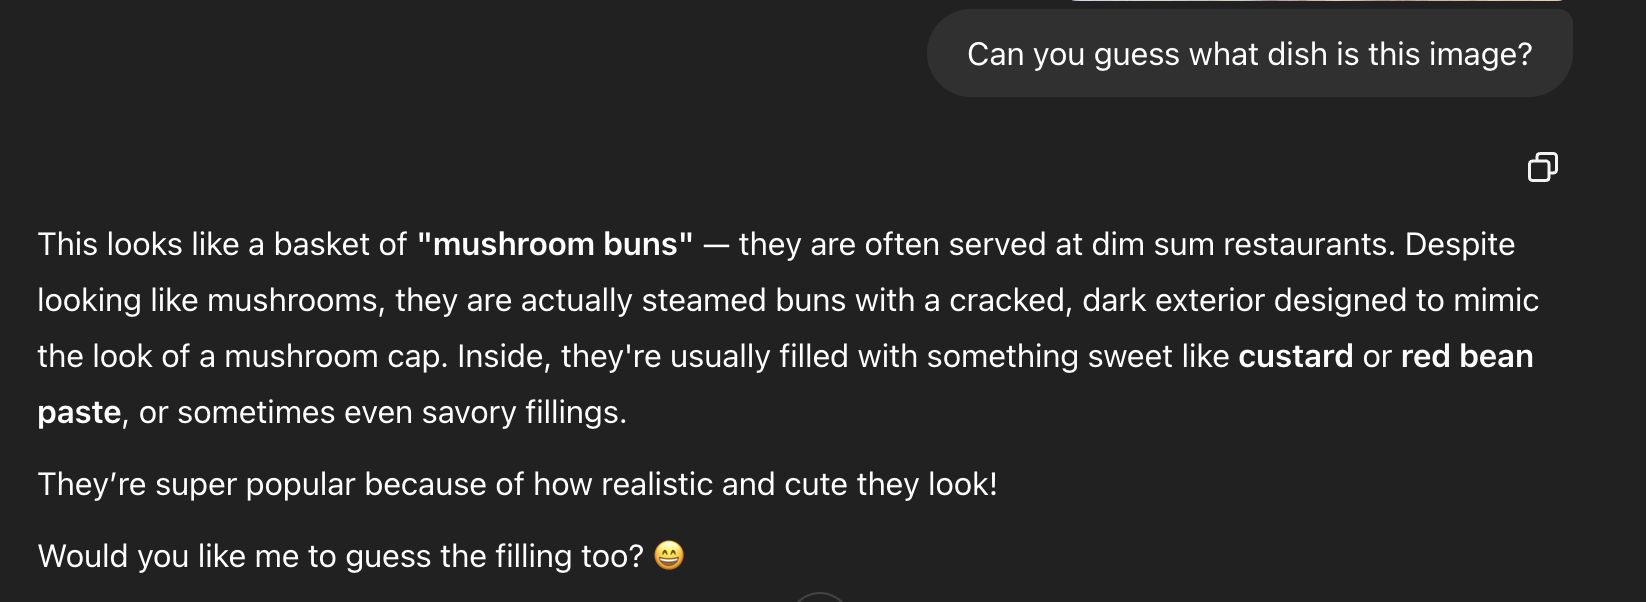 Can you guess what dish is this image?
This looks like a basket of "mushroom buns" — they are often served at dim sum restaurants. Despite
looking like mushrooms, they are actually steamed buns with a cracked, dark exterior designed to mimic
the look of a mushroom cap. Inside, they're usually filled with something sweet like custard or red bean
paste, or sometimes even savory fillings.
They’re super popular because of how realistic and cute they look!
Would you like me to guess the filling too? 😄